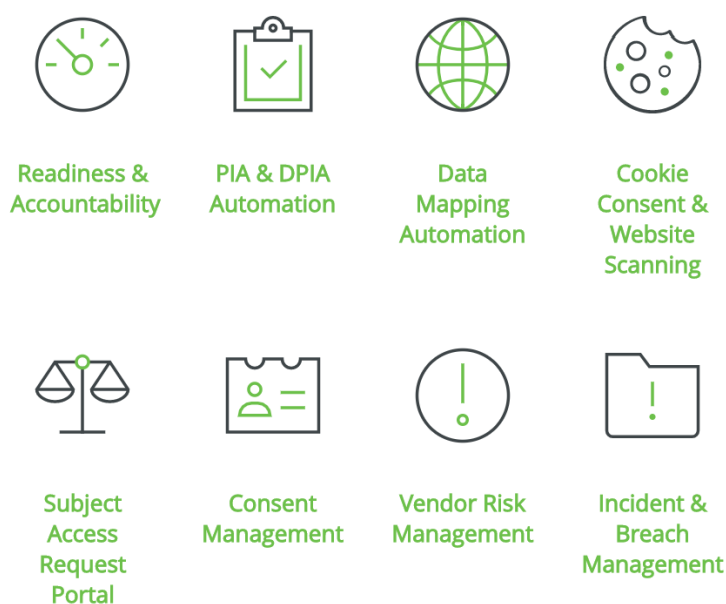 Readiness &
Accountability
PIA & DPIA
Automation
Data
Mapping
Automation
Cookie
Consent &
Website
Scanning
Subject
Access
Request
Portal
Consent
Management
Vendor Risk
Management
Incident &
Breach
Management